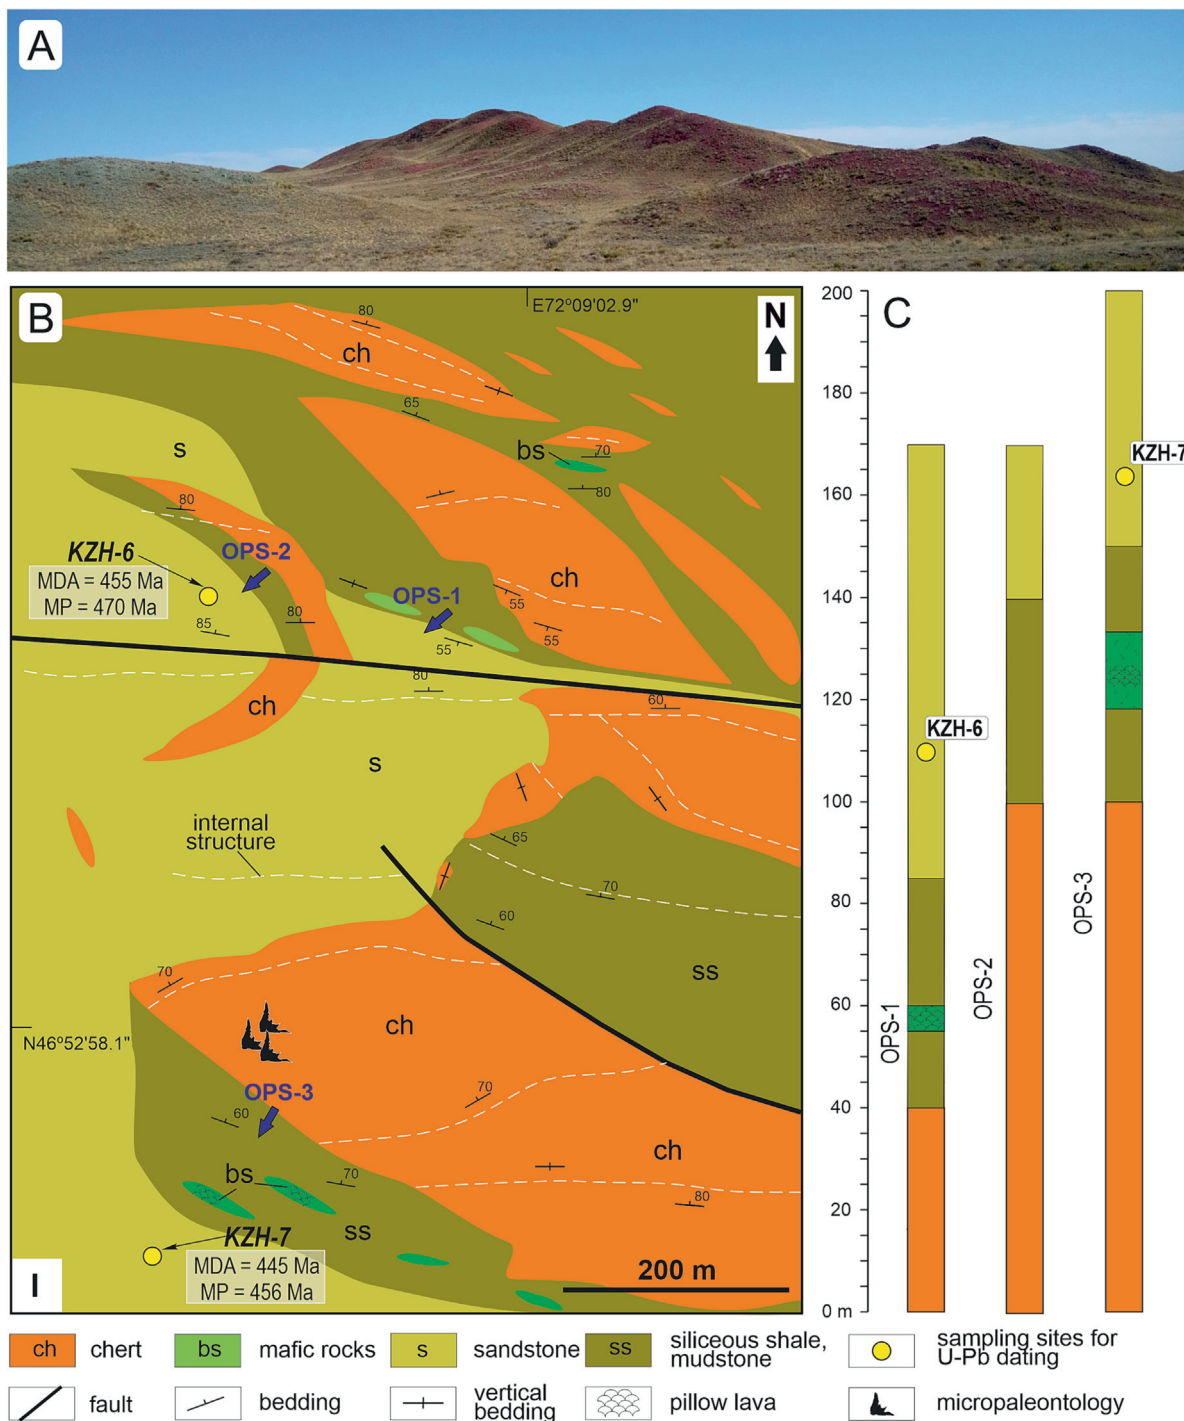 A
B
E72º09'02.9"
N
80
ch
65
s
bs
70
80
80
KZH-6
MDA = 455 Ma
MP = 470 Ma
OPS-2
OPS-1
ch
55
85
80
55
55
80
60
ch
s
internal
structure
65
70
60
ss
70
ch
N46º52'58.1"
OPS-3
70
60
ch
bs
70
80
KZH-7
ss
MDA = 445 Ma
MP = 456 Ma
200 m
I
C
200
180
160
140
120
100
80
60
40
20
0 m
KZH-7
KZH-6
OPS-1
OPS-2
OPS-3
ch chert
bs mafic rocks
s sandstone
ss siliceous shale,
mudstone
sampling sites for
U-Pb dating
fault
bedding
vertical
bedding
pillow lava
micropaleontology